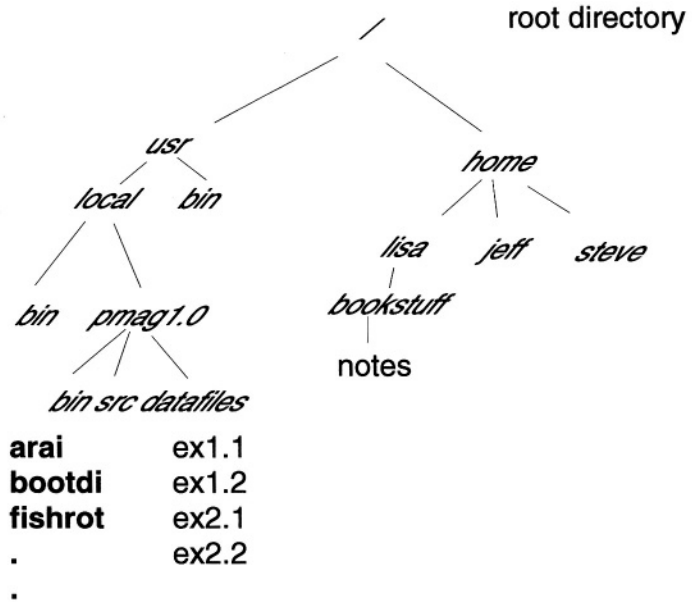 / root directory
usr home
local bin
lisa jeff steve
bin pmag1.0 bookstuff
notes
bin src datafiles
arai ex1.1
bootdi ex1.2
fishrot ex2.1
. ex2.2
.